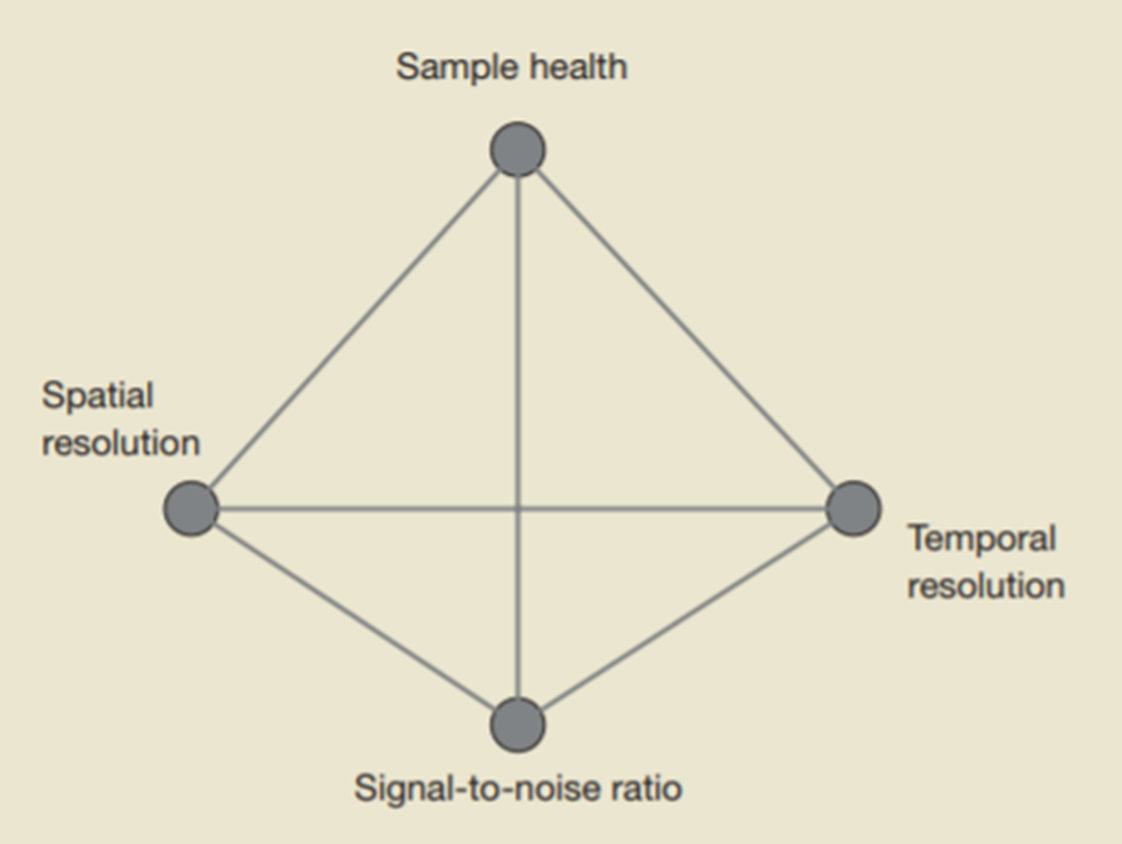 Sample health
Spatial
resolution
Temporal
resolution
Signal-to-noise ratio